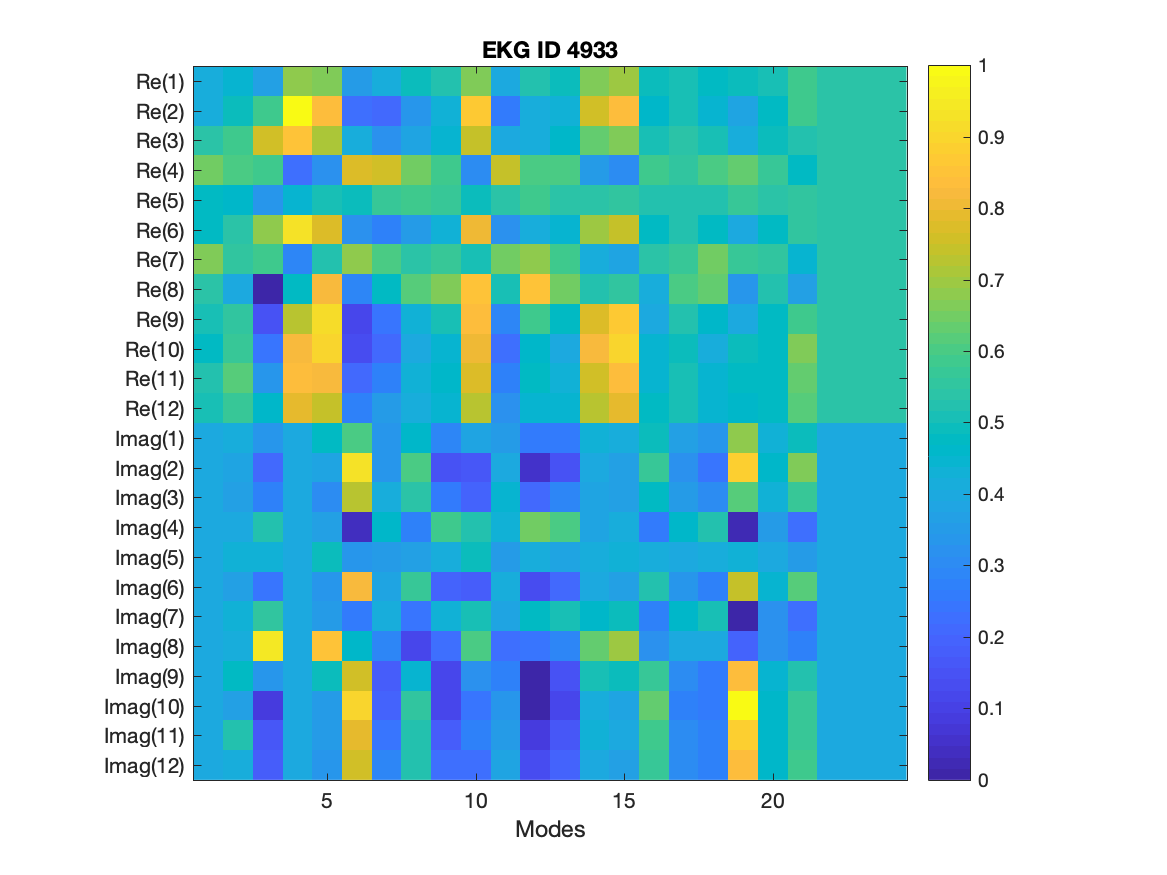 EKG ID 4933
Re(1)
Re(2)
Re(3)
Re(4)
Re(5)
Re(6)
Re(7)
Re(8)
Re(9)
Re(10)
Re(11)
Re(12)
Imag(1)
Imag(2)
Imag(3)
Imag(4)
Imag(5)
Imag(6)
Imag(7)
Imag(8)
Imag(9)
Imag(10)
Imag(11)
Imag(12)
5 10 15 20
Modes
1
0.9
0.8
0.7
0.6
0.5
0.4
0.3
0.2
0.1
0